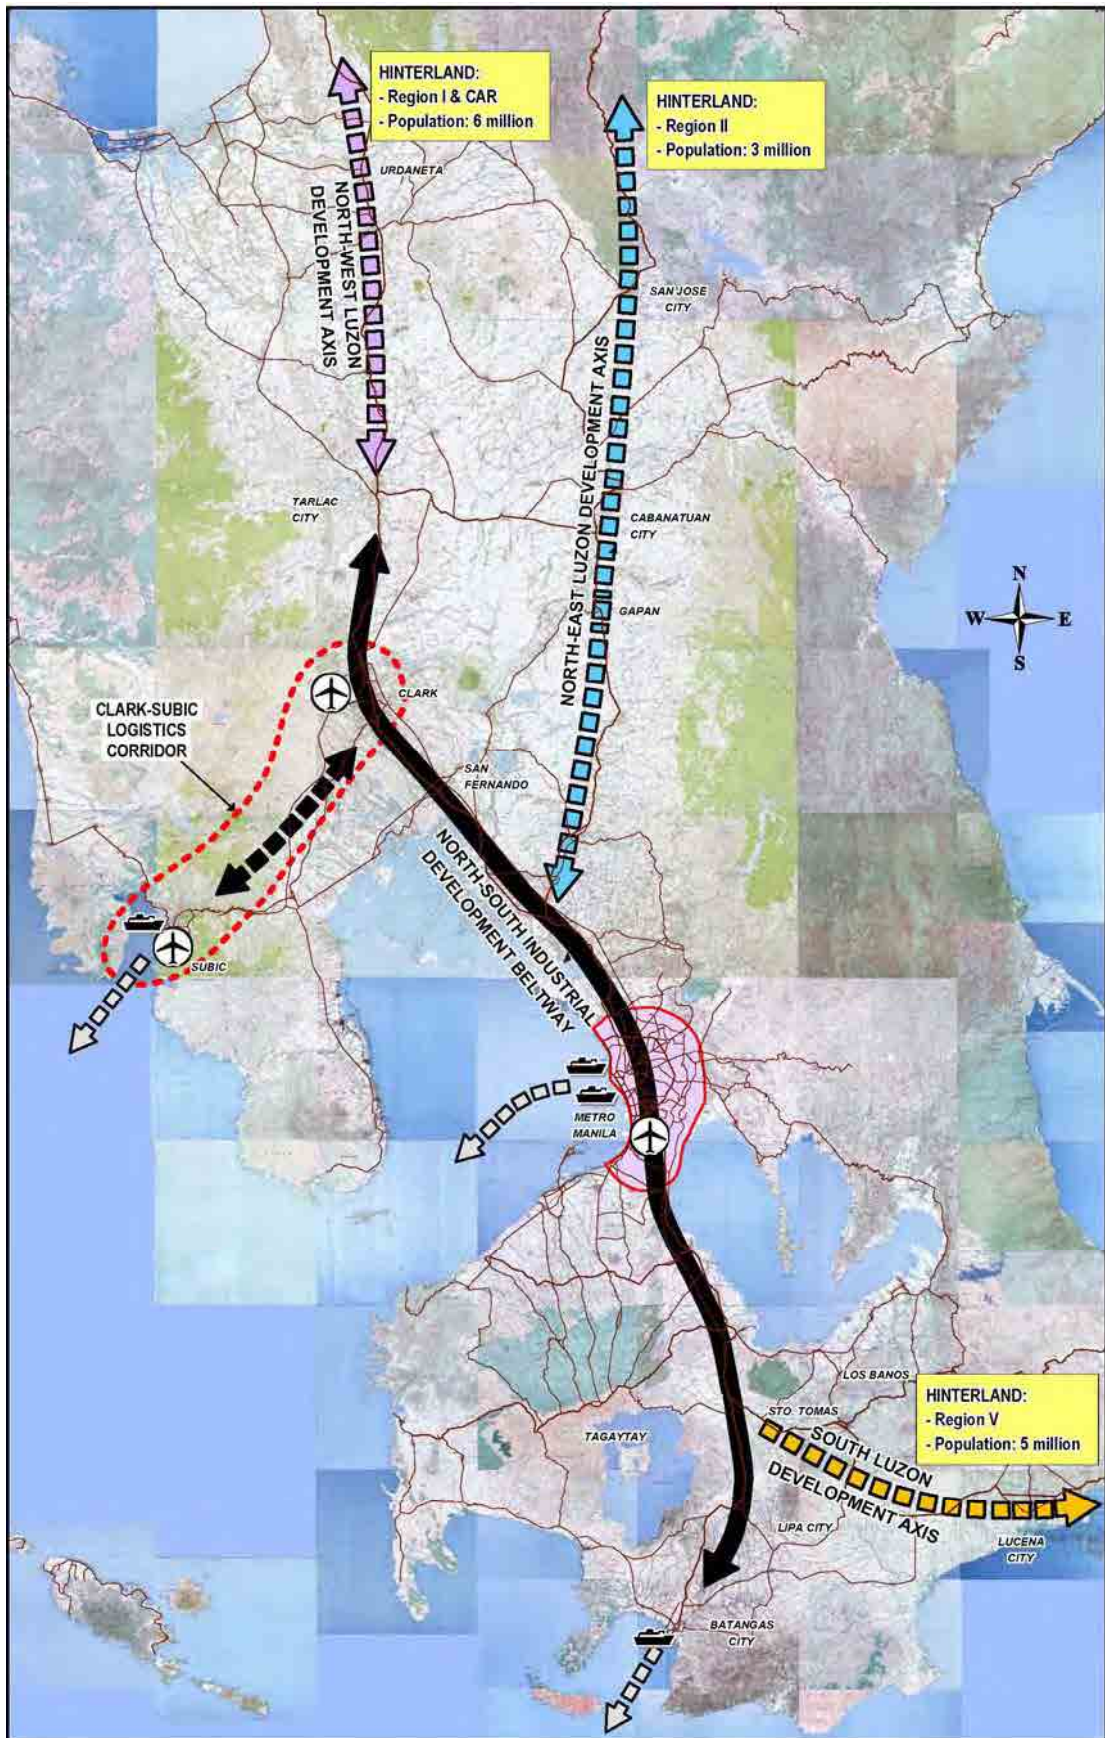 HINTERLAND:
- Region I & CAR
- Population: 6 million
HINTERLAND:
- Region II
- Population: 3 million
URDANETA
NORTH-WEST LUZON
DEVELOPMENT AXIS
SAN JOSE
CITY
NORTH-EAST LUZON DEVELOPMENT AXIS
TARLAC
CITY
CABANATUAN
CITY
GAPAN
N
W
E
S
CLARK
CLARK-SUBIC
LOGISTICS
CORRIDOR
SAN
FERNANDO
NORTH-SOUTH INDUSTRIAL
DEVELOPMENT BELTWAY
SUBIC
METRO
MANILA
LOS BANOS
HINTERLAND:
- Region V
- Population: 5 million
STO. TOMAS
TAGAYTAY
SOUTH LUZON
DEVELOPMENT AXIS
LIPA CITY
LUCENA
CITY
BATANGAS
CITY